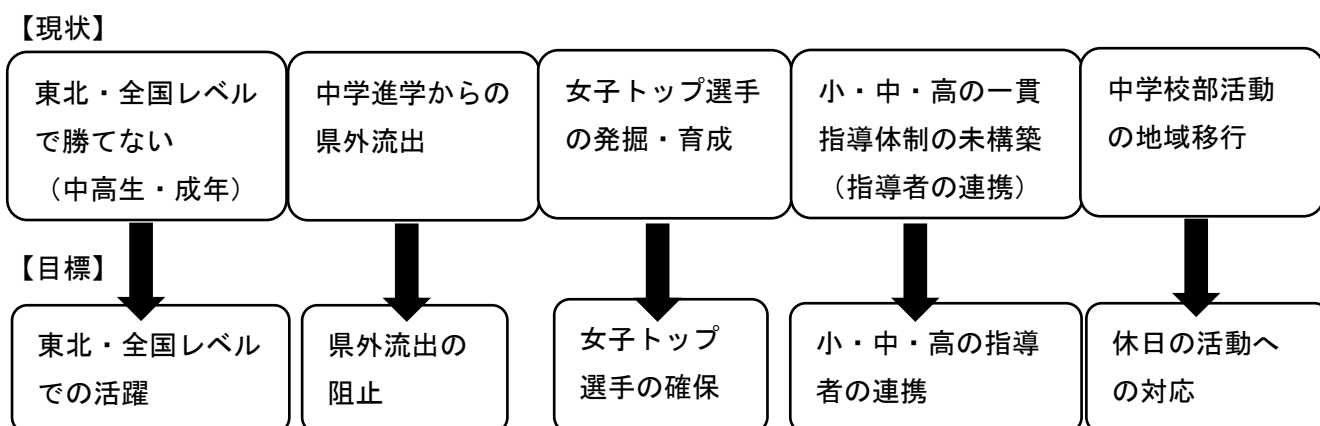 【現状】
東北・全国レベル
で勝てない
（中高生・成年）
中学進学からの
県外流出
女子トップ選手
の発掘・育成
小・中・高の一貫
指導体制の未構築
（指導者の連携）
中学校部活動
の地域移行
【目標】
東北・全国レベル
での活躍
県外流出の
阻止
女子トップ
選手の確保
小・中・高の指導
者の連携
休日の活動へ
の対応